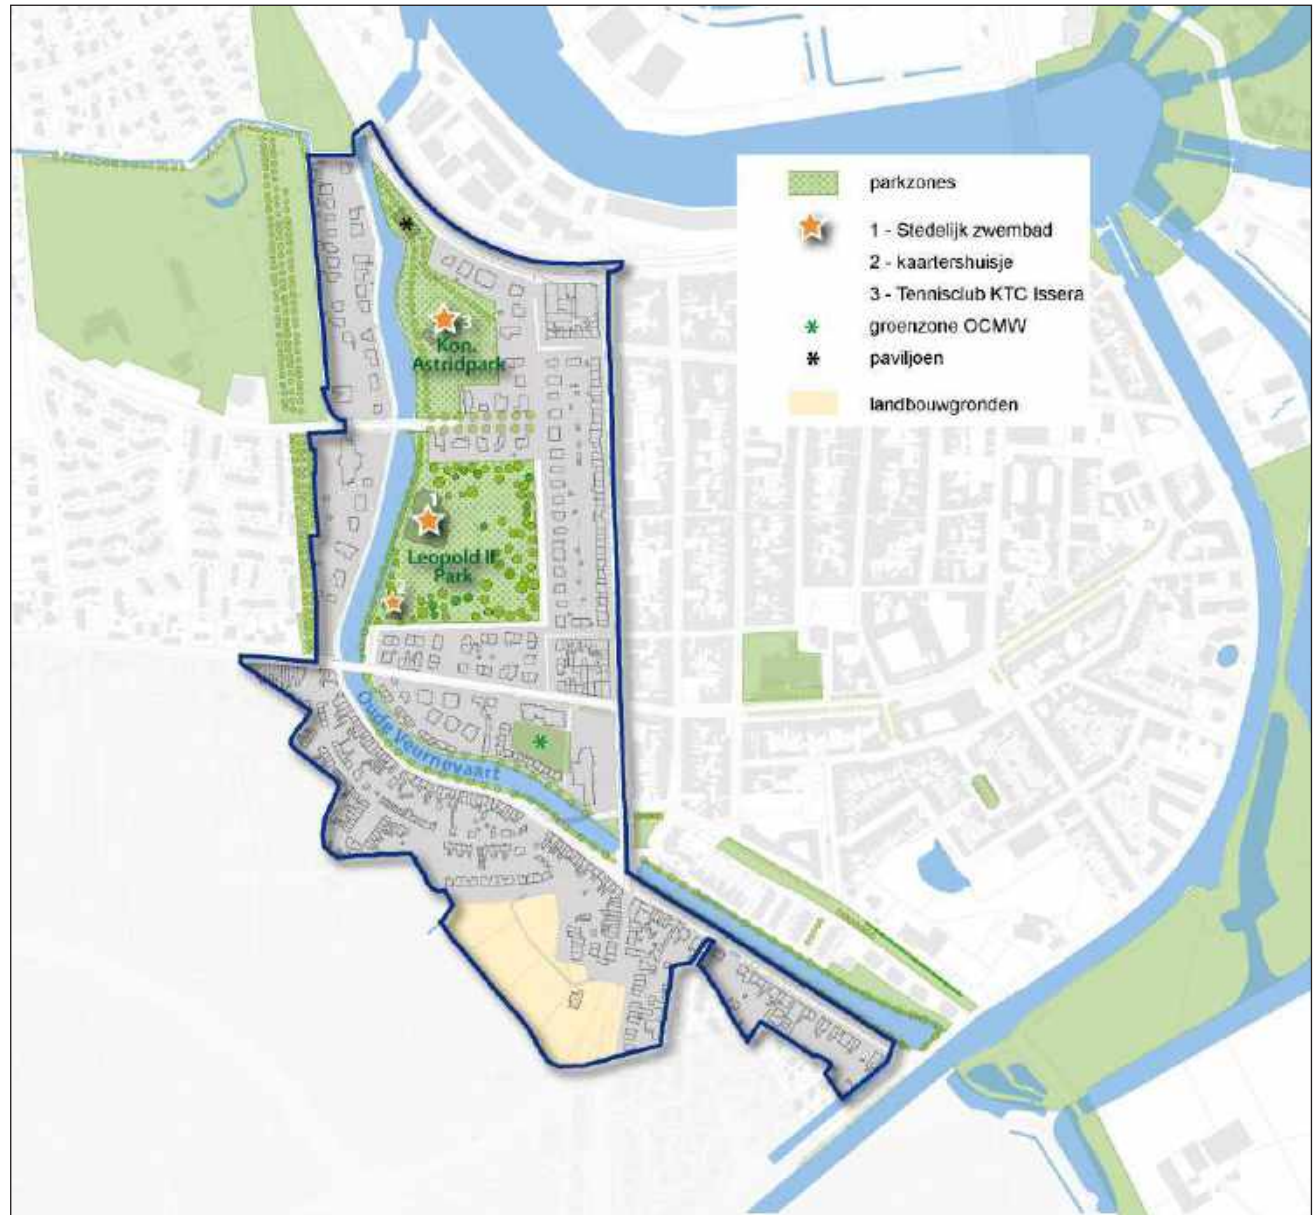 parkzones
1 - Stedelijk zwembad
2 - kaartershuisje
3 - Tennisclub KTC Issera
groenzone OCMW
paviljoen
landbouwgronden
3
Kon.
Astridpark
1
Leopold II
Park
2
Oude Veurnevaart